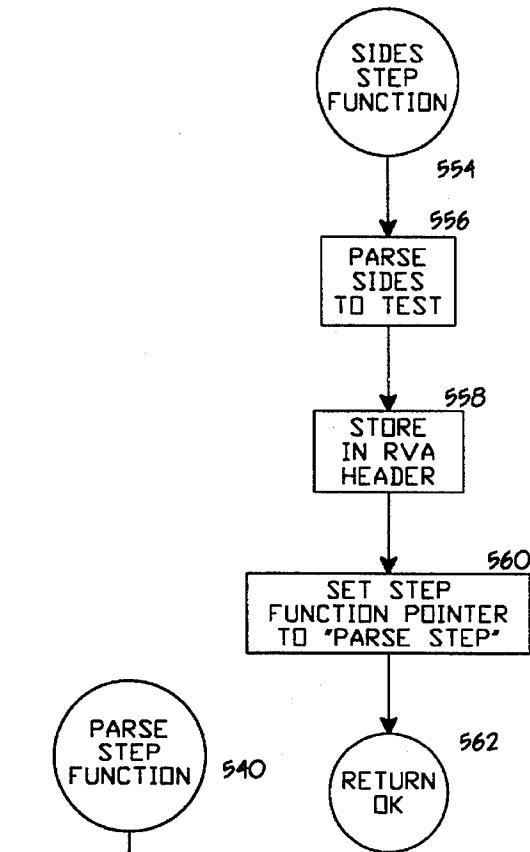 SIDES
STEP
FUNCTION
554
556
PARSE
SIDES
TO TEST
558
STORE
IN RVA
HEADER
560
SET STEP
FUNCTION POINTER
TO "PARSE STEP"
562
RETURN
OK
PARSE
STEP
FUNCTION
540